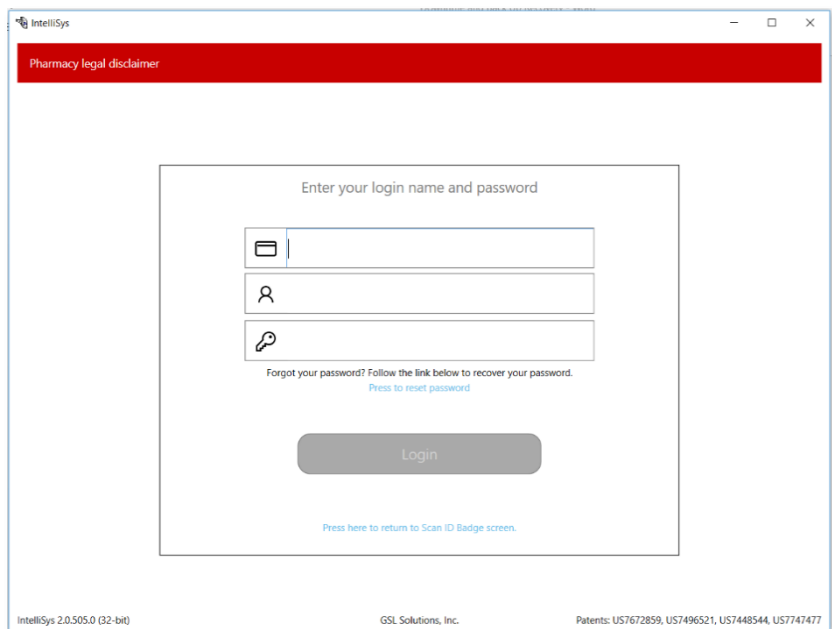 IntelliSys
Pharmacy legal disclaimer
Enter your login name and password
Forgot your password? Follow the link below to recover your password.
Press to reset password
Login
Press here to return to Scan ID Badge screen.
IntelliSys 2.0.505.0 (32-bit) GSL Solutions, Inc. Patents: US7672859, US7496521, US7448544, US7747477